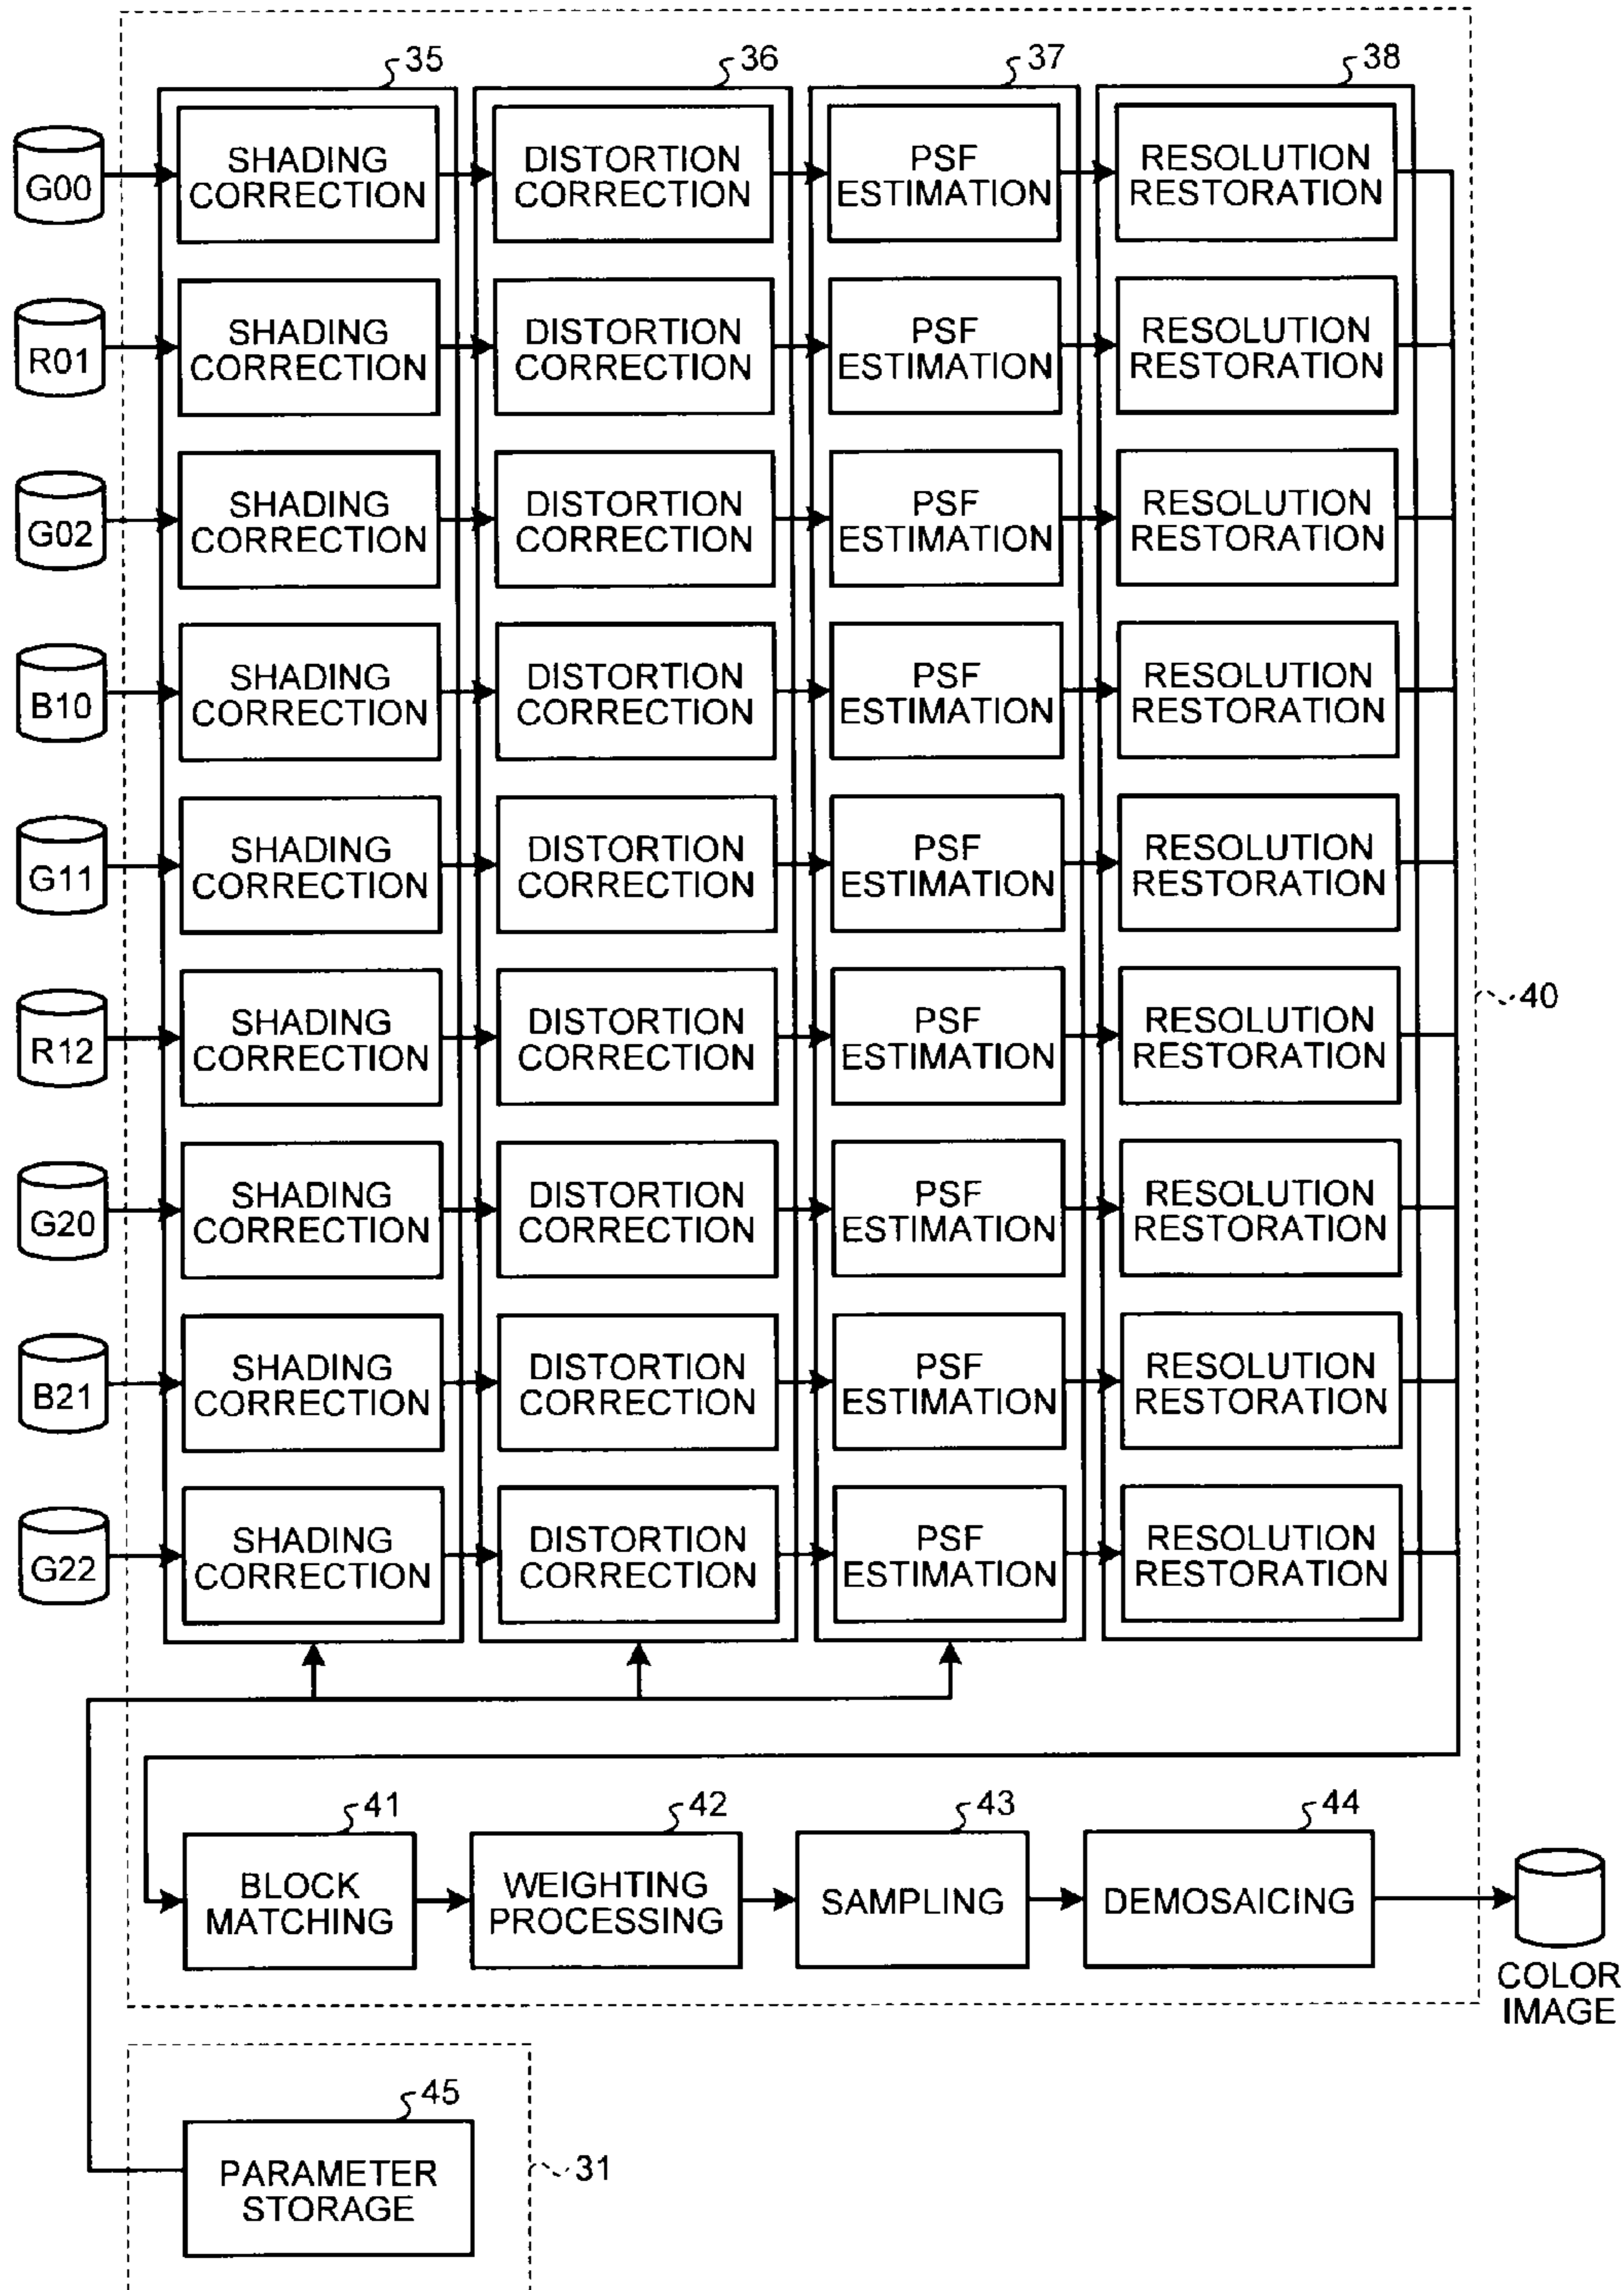 35
36
37
38
G00
SHADING
CORRECTION
DISTORTION
CORRECTION
PSF
ESTIMATION
RESOLUTION
RESTORATION
R01
SHADING
CORRECTION
DISTORTION
CORRECTION
PSF
ESTIMATION
RESOLUTION
RESTORATION
G02
SHADING
CORRECTION
DISTORTION
CORRECTION
PSF
ESTIMATION
RESOLUTION
RESTORATION
B10
SHADING
CORRECTION
DISTORTION
CORRECTION
PSF
ESTIMATION
RESOLUTION
RESTORATION
G11
SHADING
CORRECTION
DISTORTION
CORRECTION
PSF
ESTIMATION
RESOLUTION
RESTORATION
R12
SHADING
CORRECTION
DISTORTION
CORRECTION
PSF
ESTIMATION
RESOLUTION
RESTORATION
40
G20
SHADING
CORRECTION
DISTORTION
CORRECTION
PSF
ESTIMATION
RESOLUTION
RESTORATION
B21
SHADING
CORRECTION
DISTORTION
CORRECTION
PSF
ESTIMATION
RESOLUTION
RESTORATION
G22
SHADING
CORRECTION
DISTORTION
CORRECTION
PSF
ESTIMATION
RESOLUTION
RESTORATION
41
42
43
44
BLOCK
MATCHING
WEIGHTING
PROCESSING
SAMPLING
DEMOSAICING
COLOR
IMAGE
45
PARAMETER
STORAGE
31